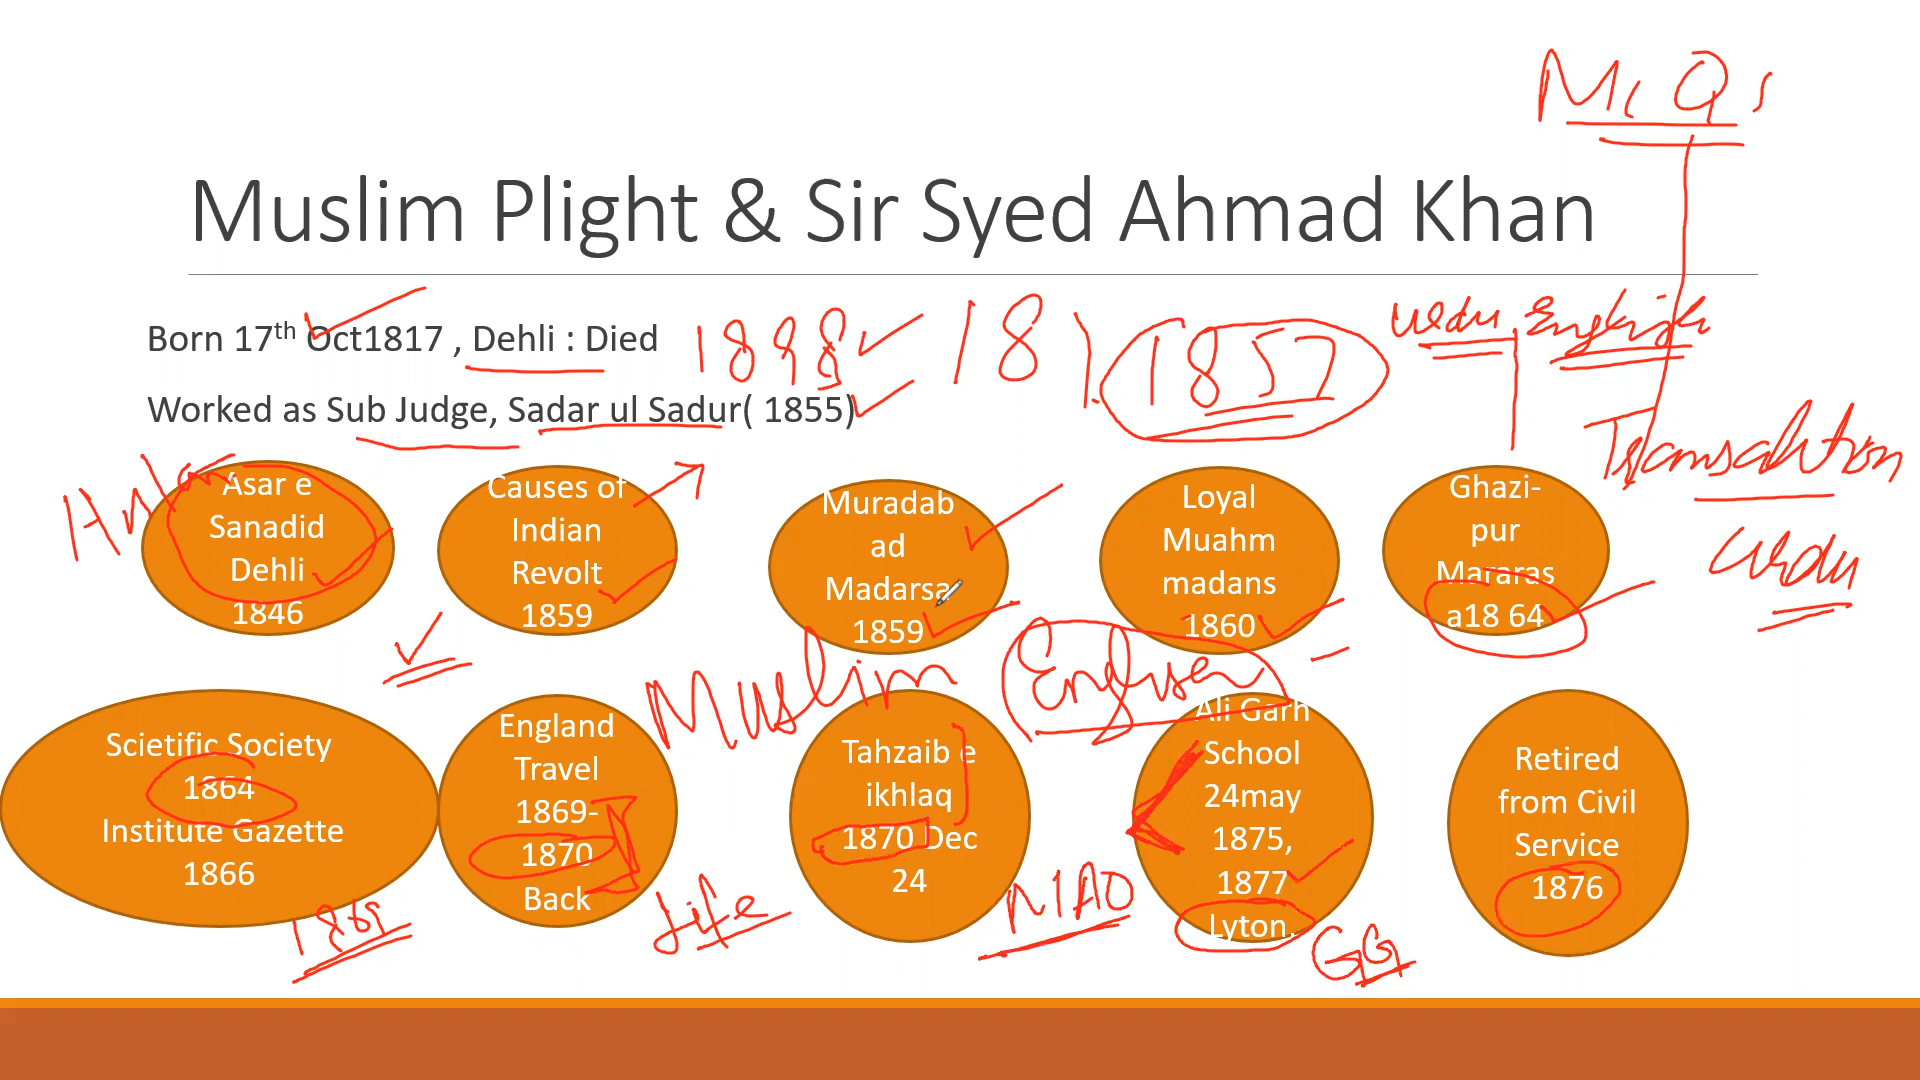 M, Q,
Muslim Plight & Sir Syed Ahmad Khan
Born 17th Oct1817 , Dehli : Died 1898 181 1857 Urdu English
Worked as Sub Judge, Sadar ul Sadur( 1855)
Urdu
Asar e
Sanadid
Dehli
1846
Causes of
Indian
Revolt
1859
Muradab
ad
Madarsa
1859
Loyal
Muahm
madans
1860
Ghazi-
pur
Mararas
a18 64
Muslim
Scietific Society
1864
Institute Gazette
1866
1869
England
Travel
1869-
1870
Back
Life
Tahzaib e
ikhlaq
1870 Dec
24
MAO
Ali Garh
School
24may
1875,
1877
Lyton,
GG
Retired
from Civil
Service
1876